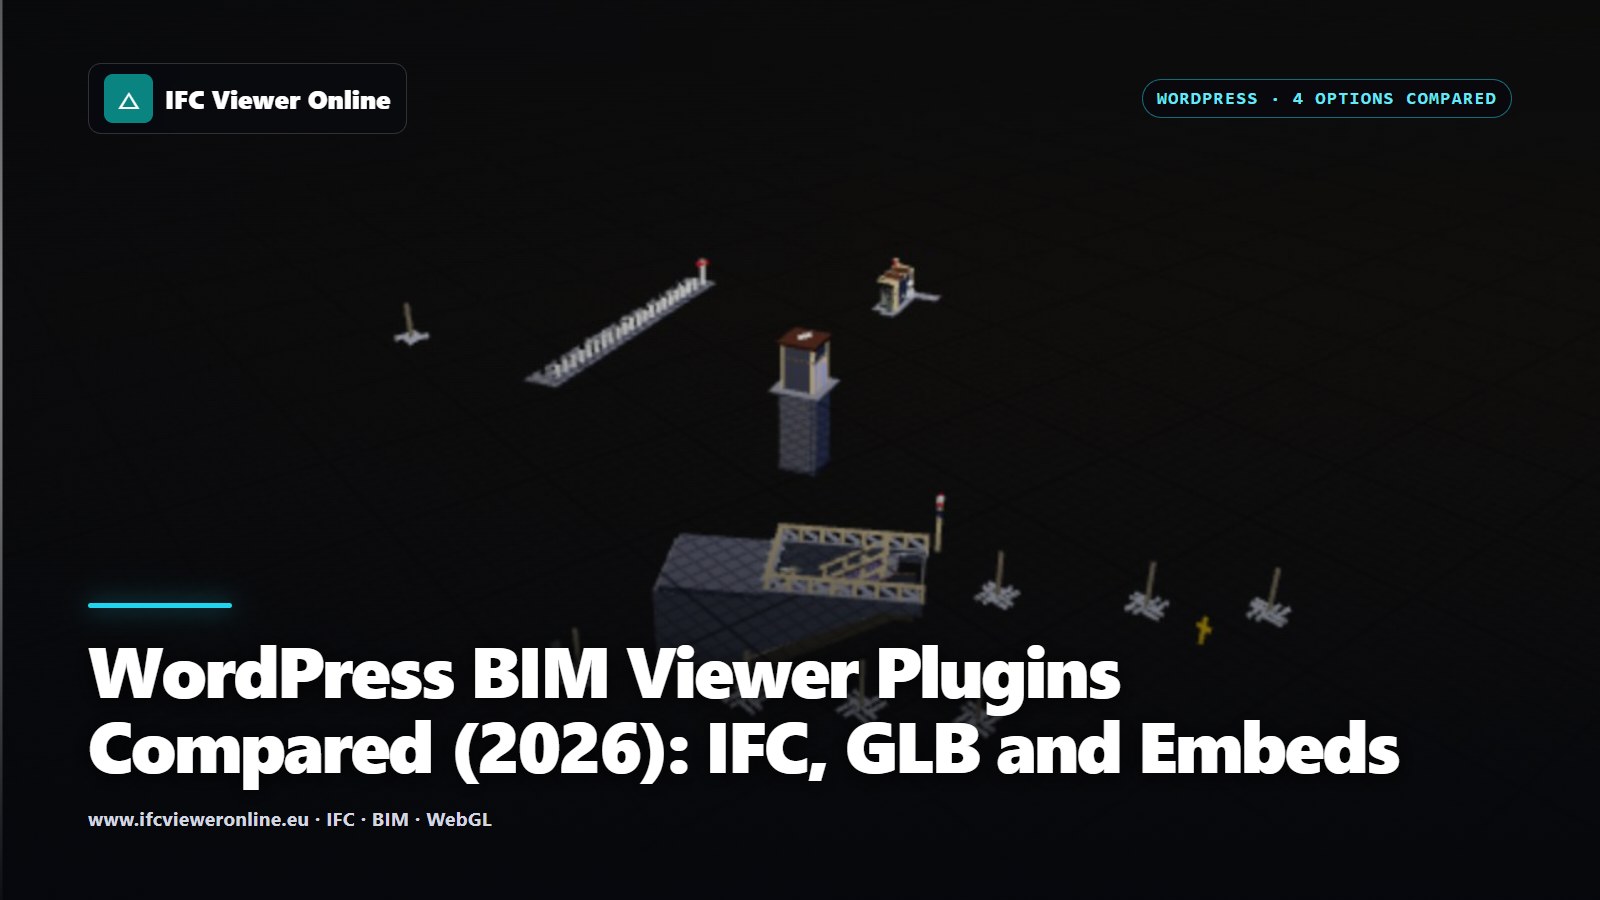 IFC Viewer Online
WORDPRESS · 4 OPTIONS COMPARED
WordPress BIM Viewer Plugins
Compared (2026): IFC, GLB and Embeds
www.ifcvieweronline.eu · IFC · BIM · WebGL